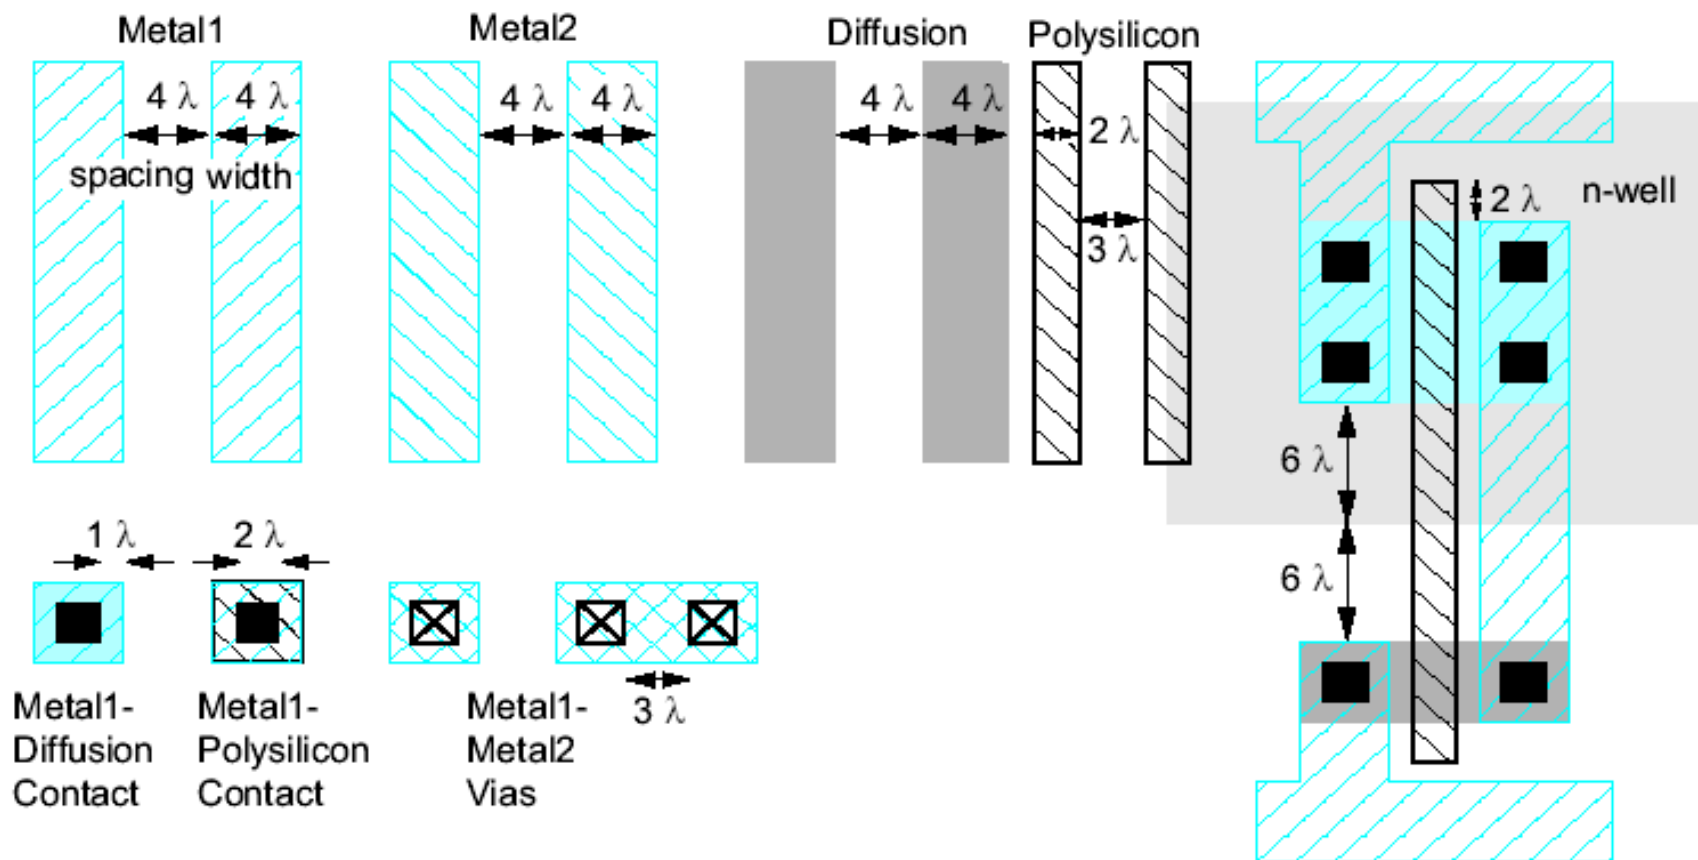 Metal1
Metal2
Diffusion
Polysilicon
4 λ
4 λ
4 λ
4 λ
4 λ
4 λ
2 λ
spacing width
3 λ
2 λ
n-well
6 λ
6 λ
1 λ
2 λ
3 λ
Metal1-
Diffusion
Contact
Metal1-
Polysilicon
Contact
Metal1-
Metal2
Vias